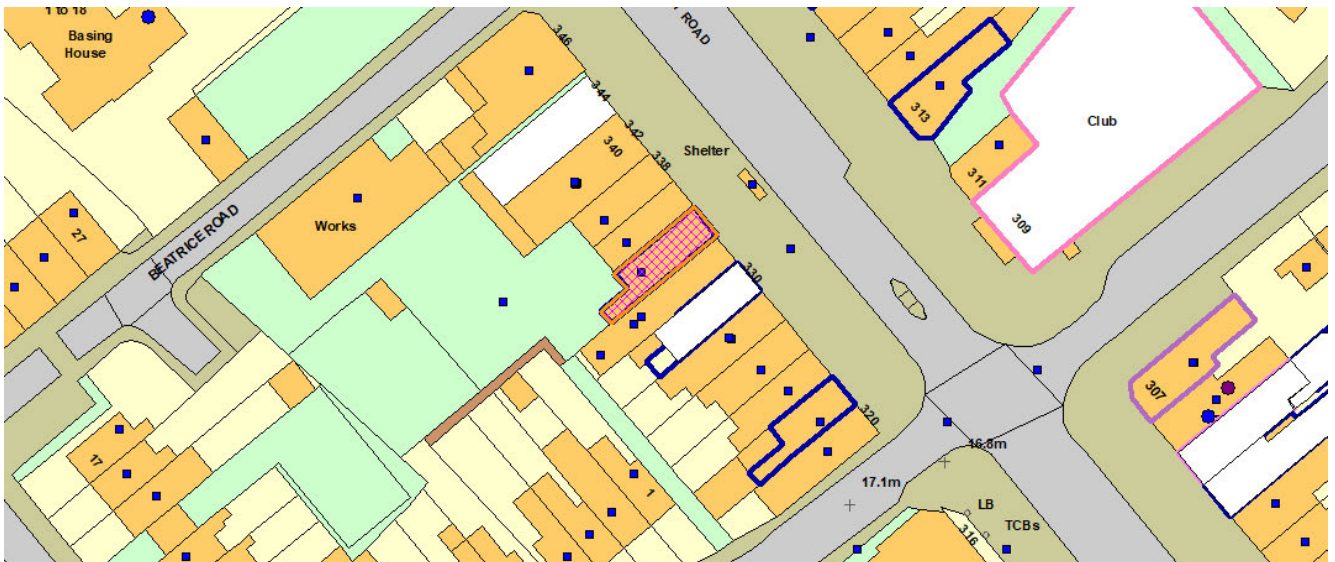 1 to 18
Basing
House
346
ROAD
344
342
340
338
Shelter
313
Club
311
309
Works
27
BEATRICE ROAD
330
307
320
17
1
16.8m
17.1m
LB
TCBs
316